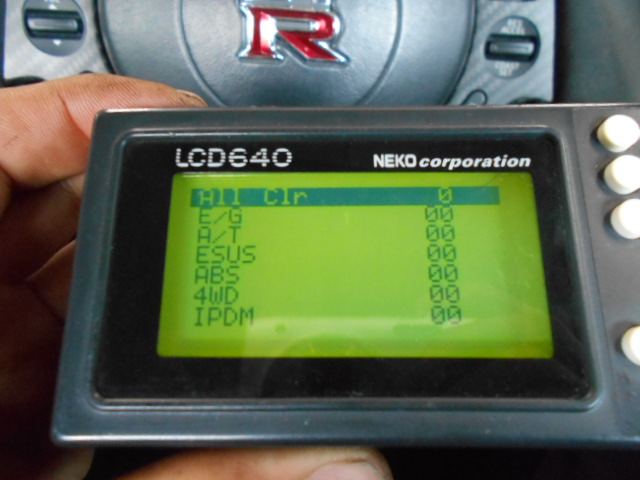 R
LCD640 NEKO corporation
All Clr 0
E/G 00
A/T 00
ESUS 00
ABS 00
4WD 00
IPDM 00